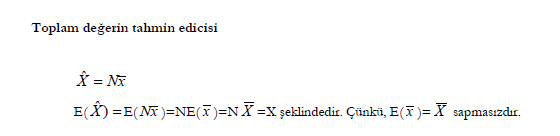 Toplam değerin tahmin edicisi
X̂ = Nx̄
E(X̂) =E(Nx̄)=NE(x̄)=N X̄ =X şeklindedir. Çünkü, E(x̄)= X̄ sapmasızdır.